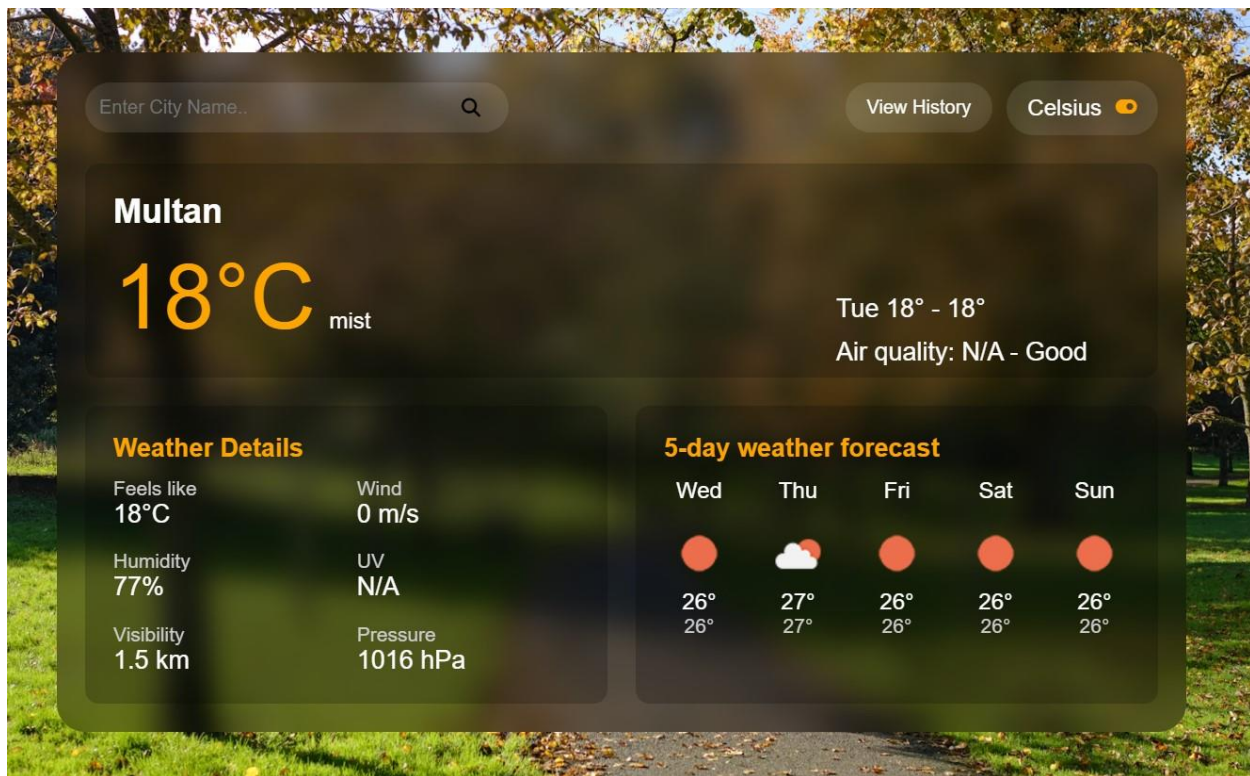 Enter City Name..
View History
Celsius
Multan
18°C mist
Tue 18° - 18°
Air quality: N/A - Good
Weather Details
Feels like
18°C
Wind
0 m/s
Humidity
77%
UV
N/A
Visibility
1.5 km
Pressure
1016 hPa
5-day weather forecast
Wed Thu Fri Sat Sun
26° 27° 26° 26° 26°
26° 27° 26° 26° 26°